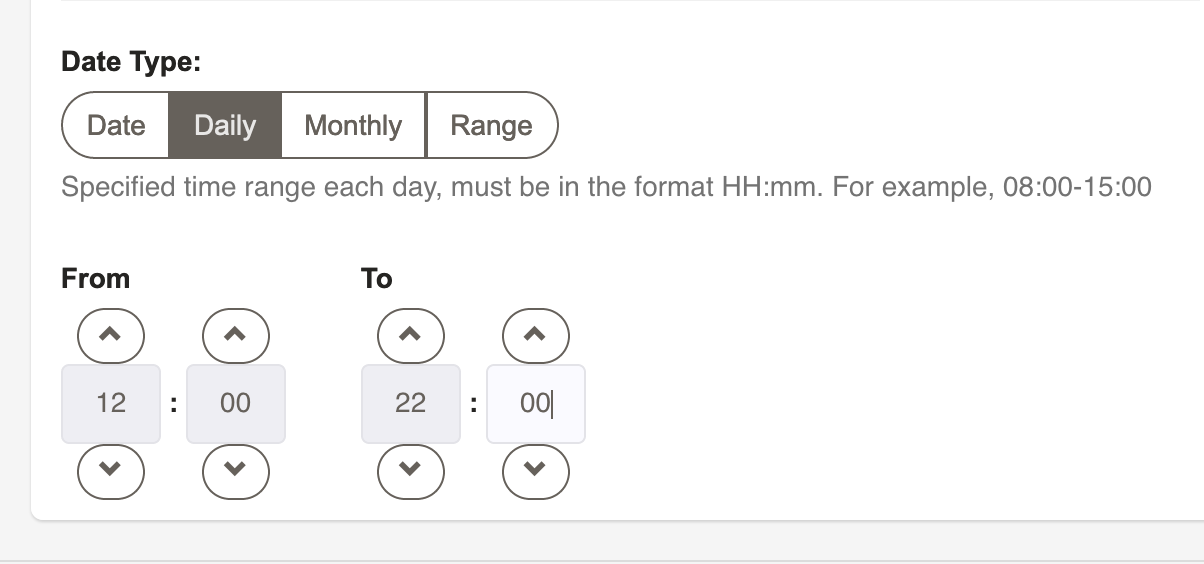 Date Type:
Date Daily Monthly Range
Specified time range each day, must be in the format HH:mm. For example, 08:00-15:00
From To
12 : 00 22 : 00